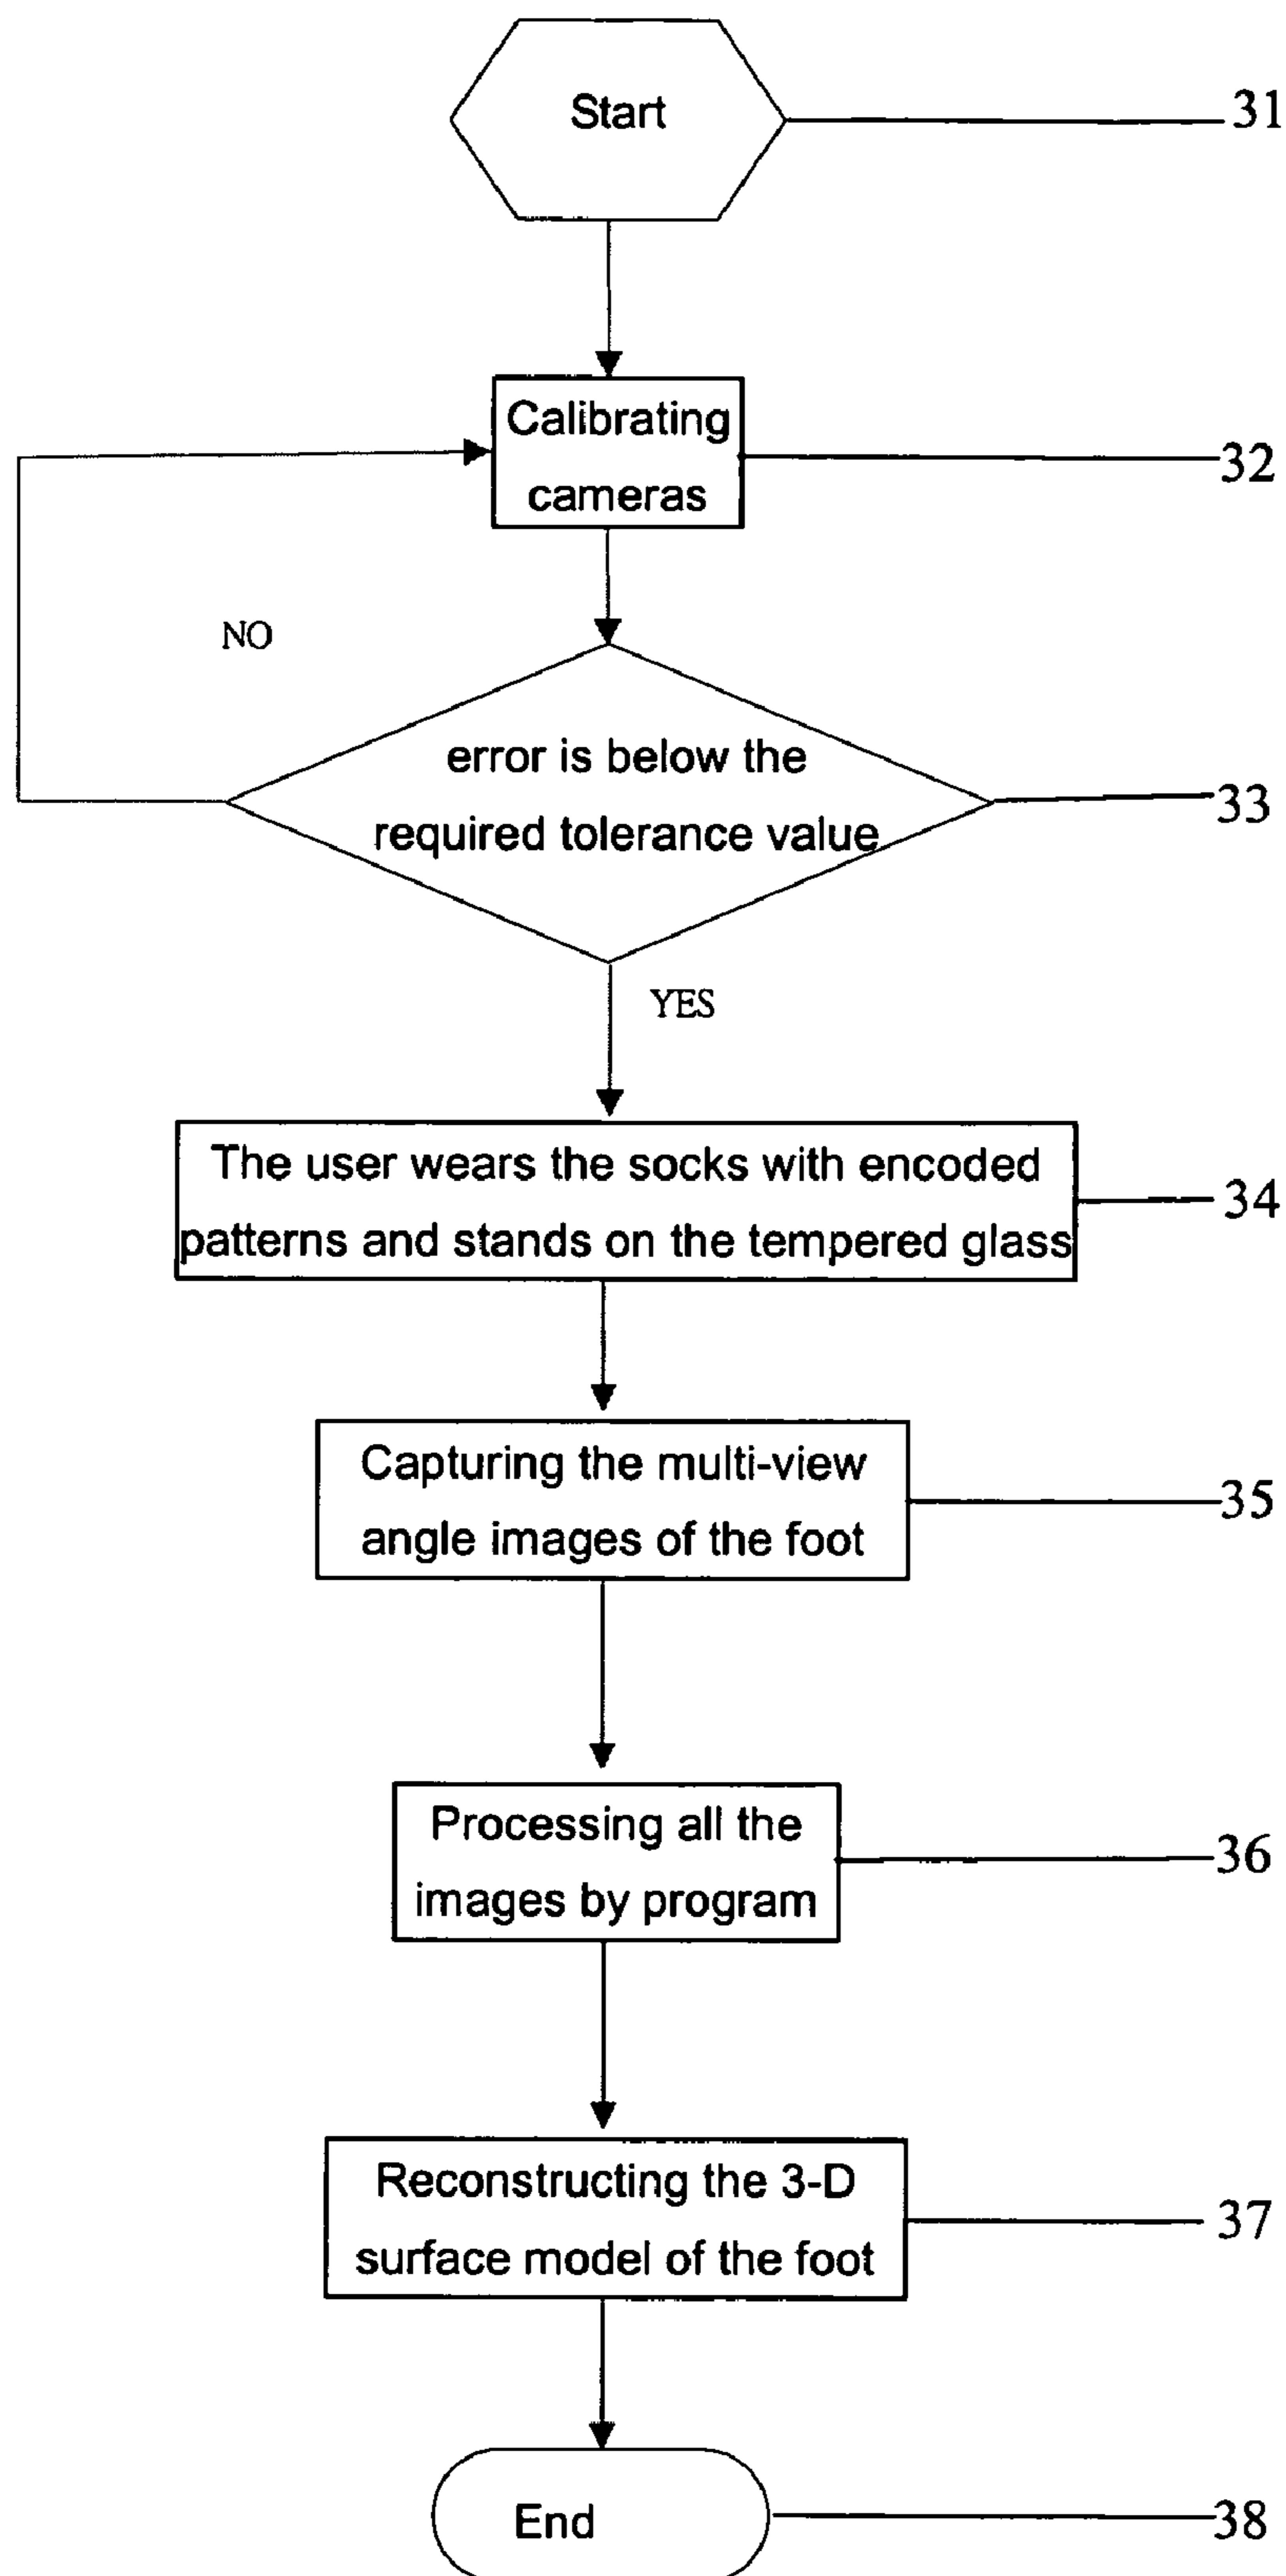 Start
31
Calibrating
cameras
32
NO
error is below the
required tolerance value
33
YES
The user wears the socks with encoded
patterns and stands on the tempered glass
34
Capturing the multi-view
angle images of the foot
35
Processing all the
images by program
36
Reconstructing the 3-D
surface model of the foot
37
End
38